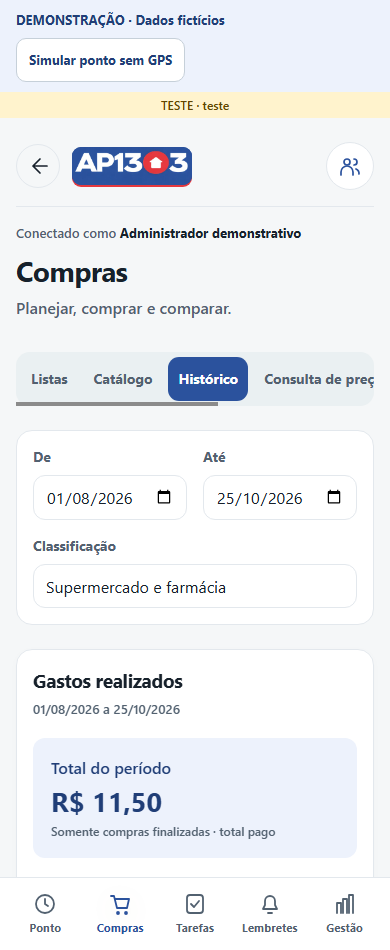 DEMONSTRAÇÃO · Dados fictícios
Simular ponto sem GPS
TESTE · teste
AP1303
Conectado como Administrador demonstrativo
Compras
Planejar, comprar e comparar.
Listas Catálogo Histórico Consulta de preç
De Até
01/08/2026 25/10/2026
Classificação
Supermercado e farmácia
Gastos realizados
01/08/2026 a 25/10/2026
Total do período
R$ 11,50
Somente compras finalizadas · total pago
Ponto Compras Tarefas Lembretes Gestão